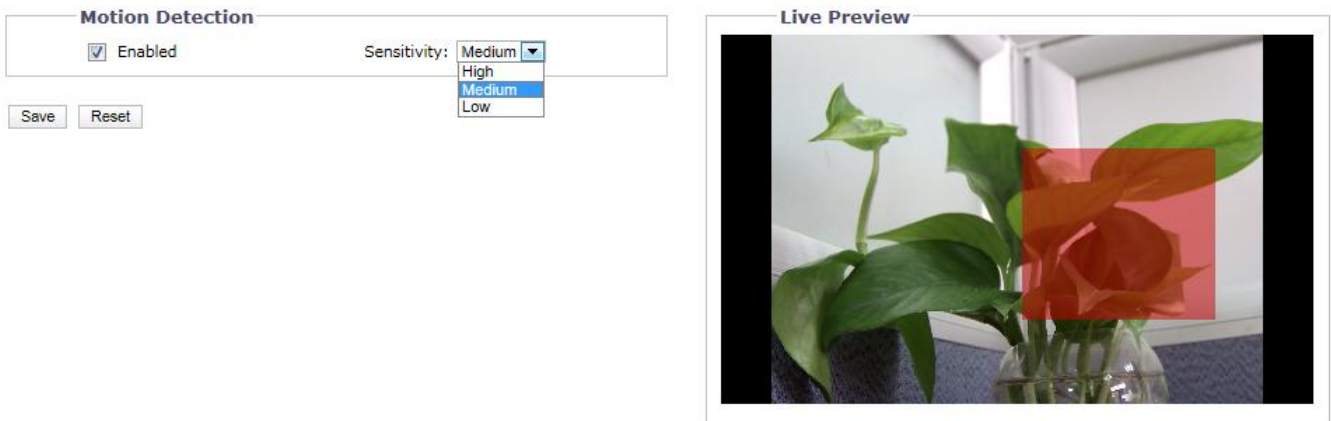 Motion Detection
Enabled
Sensitivity: Medium
High
Medium
Low
Save
Reset
Live Preview